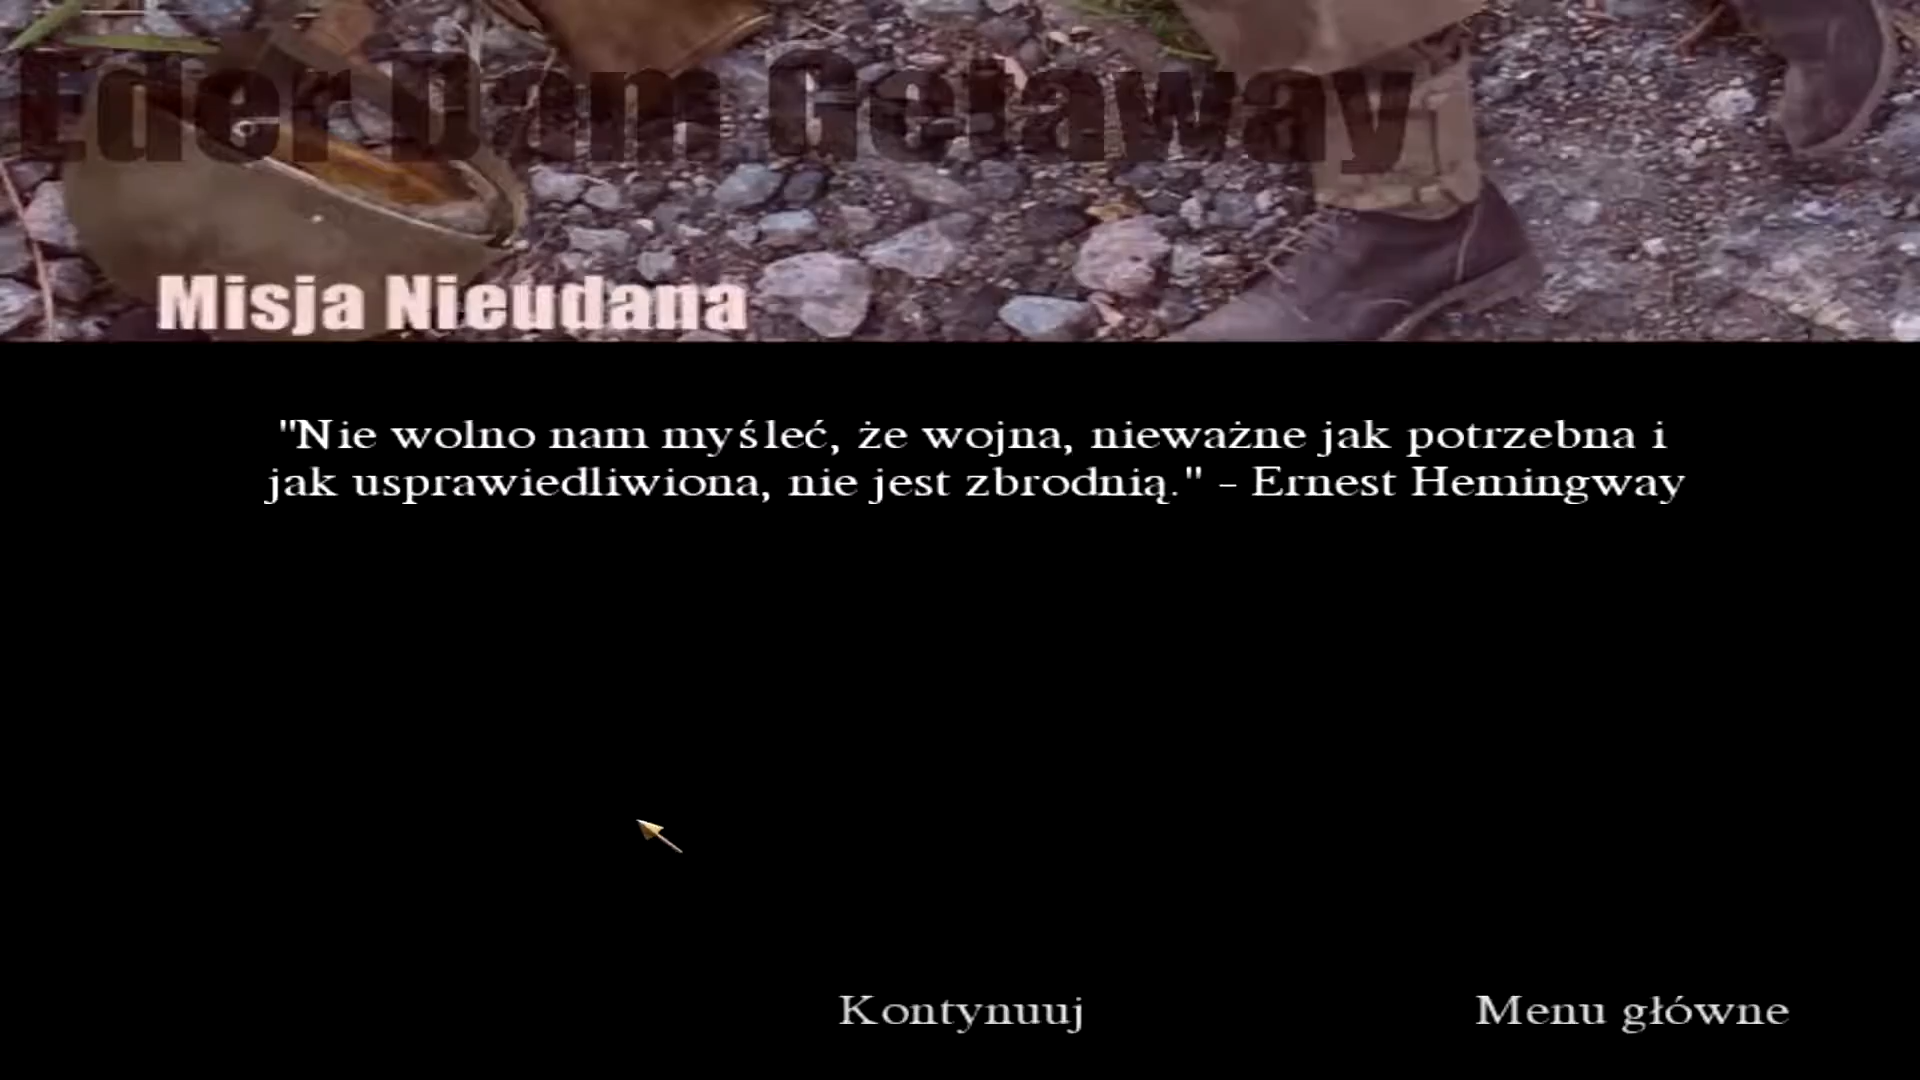 Eder Dam Getaway
Misja Nieudana
"Nie wolno nam myśleć, że wojna, nieważne jak potrzebna i
jak usprawiedliwiona, nie jest zbrodnią." - Ernest Hemingway
Kontynuuj
Menu główne